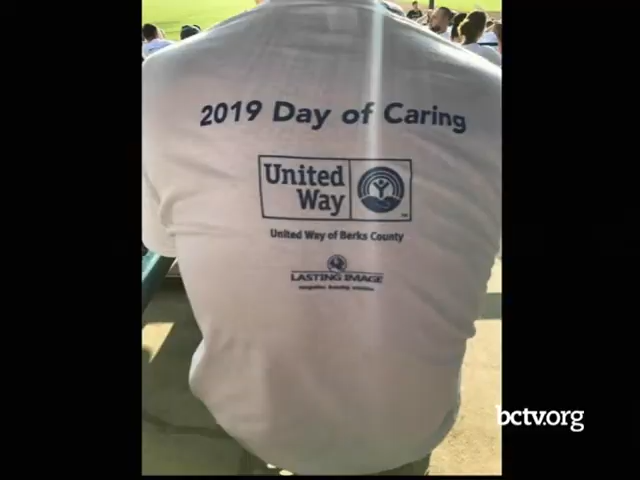 2019 Day of Caring
United
Way
United Way of Berks County
LASTING IMAGE
bctv.org